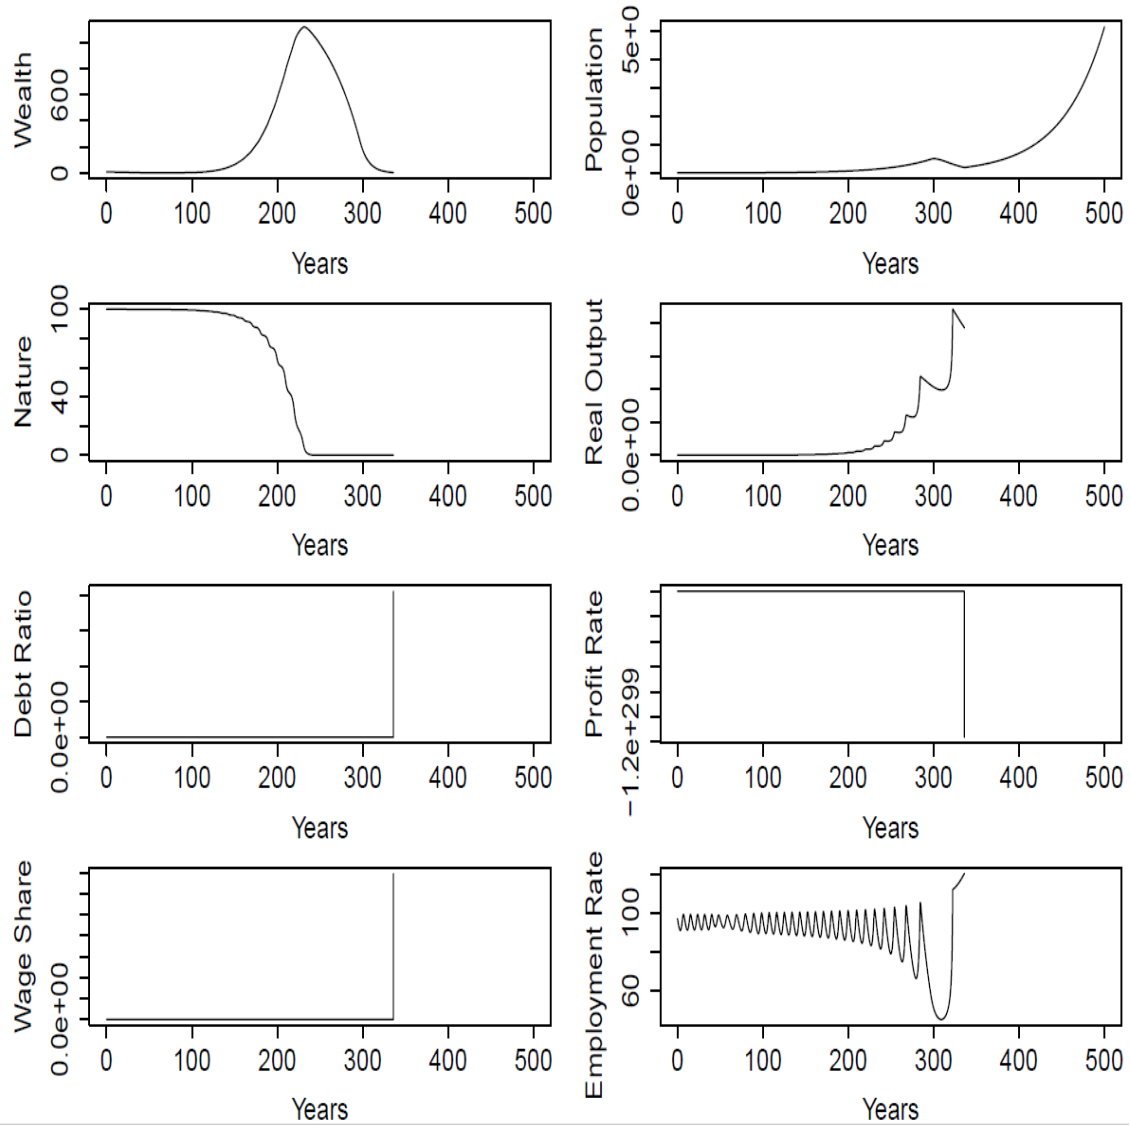 Wealth
600
0
0 100 200 300 400 500
Years
Population
5e+0
0e+00
0 100 200 300 400 500
Years
Nature
100
40
0
0 100 200 300 400 500
Years
Real Output
0.0e+00
0 100 200 300 400 500
Years
Debt Ratio
0.0e+00
0 100 200 300 400 500
Years
Profit Rate
−1.2e+299
0 100 200 300 400 500
Years
Wage Share
0.0e+00
0 100 200 300 400 500
Years
Employment Rate
100
60
0 100 200 300 400 500
Years